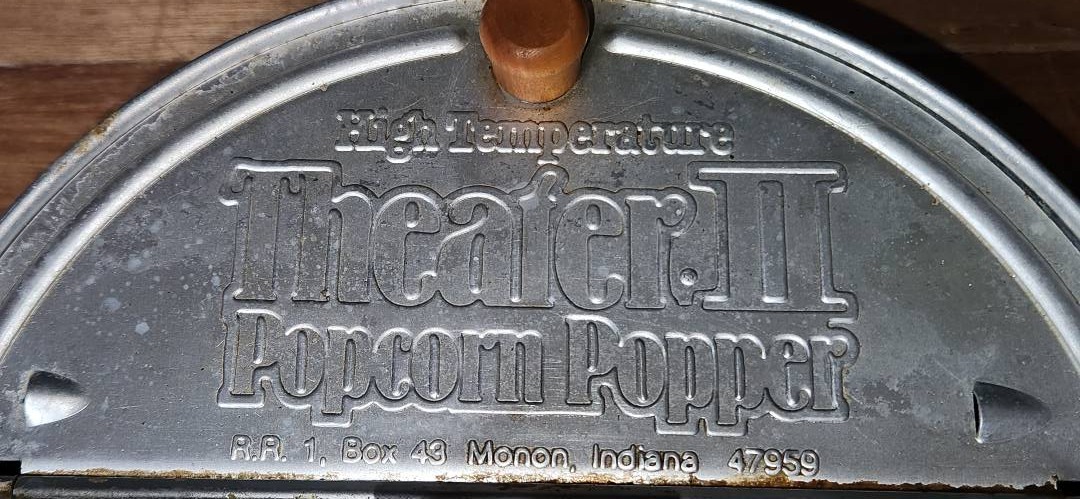 High Temperature
Theater. II
Popcorn Popper
R.R. 1, Box 43 Monon, Indiana 47959